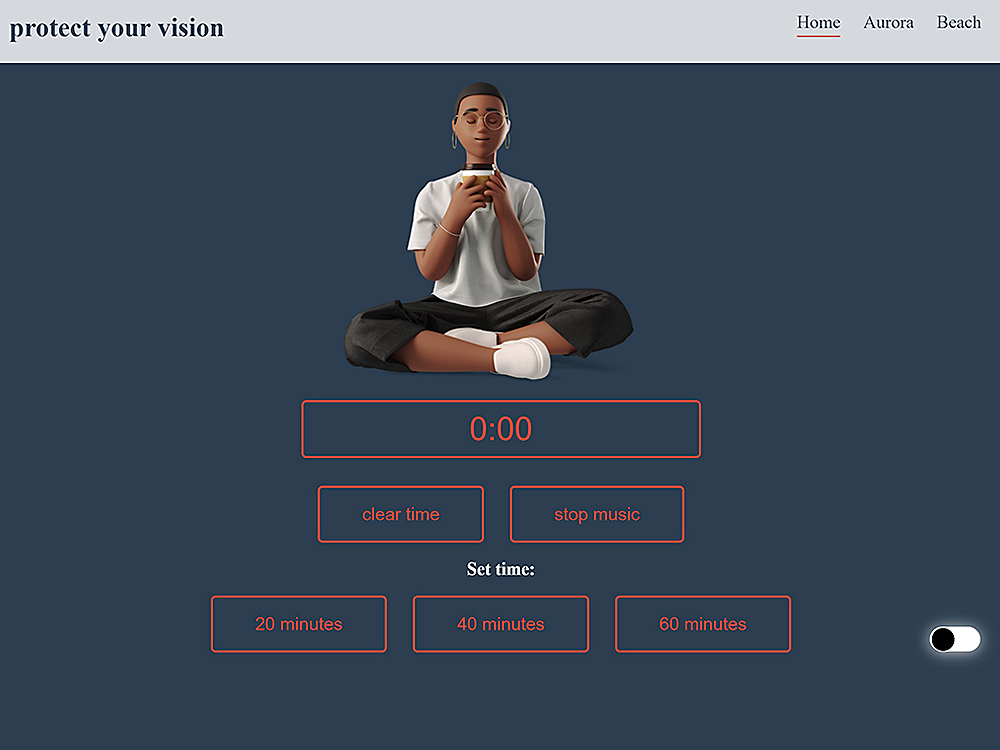 protect your vision
Home Aurora Beach
0:00
clear time stop music
Set time:
20 minutes 40 minutes 60 minutes